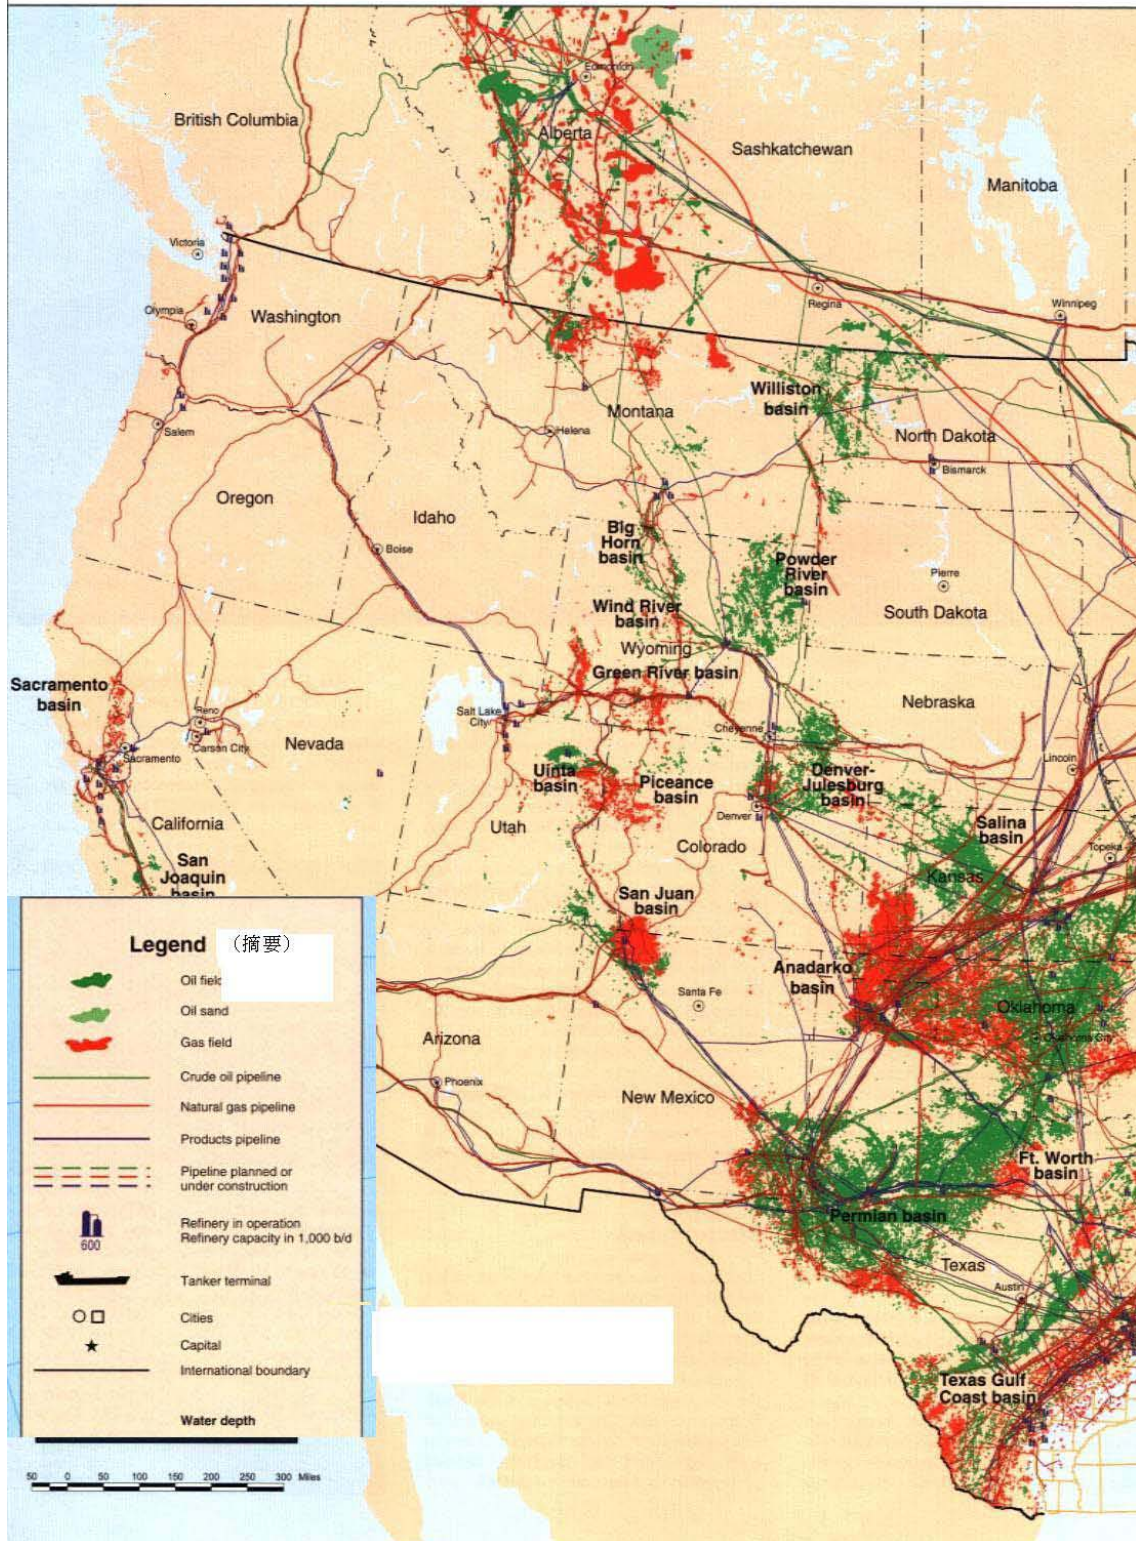 Edmonton
British Columbia
Alberta
Sashkatchewan
Manitoba
Victoria
Regina
Winnipeg
Olympia
Washington
Williston
basin
Montana
Salem
Helena
North Dakota
Bismarck
Oregon
Idaho
Big
Horn
basin
Boise
Powder
River
basin
Pierre
South Dakota
Wind River
basin
Wyoming
Green River basin
Sacramento
basin
Nebraska
Reno
Carson City
Salt Lake
City
Nevada
Cheyenne
Sacramento
Lincoln
Uinta
basin
Piceance
basin
Denver-
Julesburg
basin
Denver
California
Utah
Colorado
Salina
basin
Topeka
Kansas
San
Joaquin
basin
San Juan
basin
Legend （摘要）
Oil field
Oil sand
Gas field
Crude oil pipeline
Natural gas pipeline
Products pipeline
Pipeline planned or
under construction
Refinery in operation
Refinery capacity in 1,000 b/d
600
Tanker terminal
Cities
Capital
International boundary
Water depth
50 0 50 100 150 200 250 300 Miles
Anadarko
basin
Santa Fe
Oklahoma
Oklahoma City
Arizona
Phoenix
New Mexico
Ft. Worth
basin
Permian basin
Texas
Austin
Texas Gulf
Coast basin